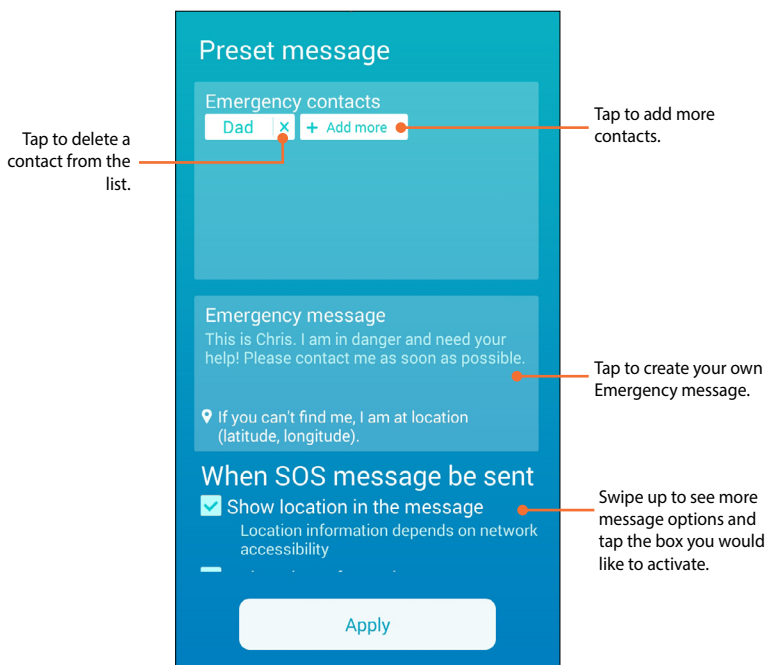 Preset message
Emergency contacts
Dad × + Add more
Tap to add more
contacts.
Tap to delete a
contact from the
list.
Emergency message
This is Chris. I am in danger and need your
help! Please contact me as soon as possible.
Tap to create your own
Emergency message.
If you can't find me, I am at location
(latitude, longitude).
When SOS message be sent
Show location in the message
Location information depends on network
accessibility
Swipe up to see more
message options and
tap the box you would
like to activate.
Apply